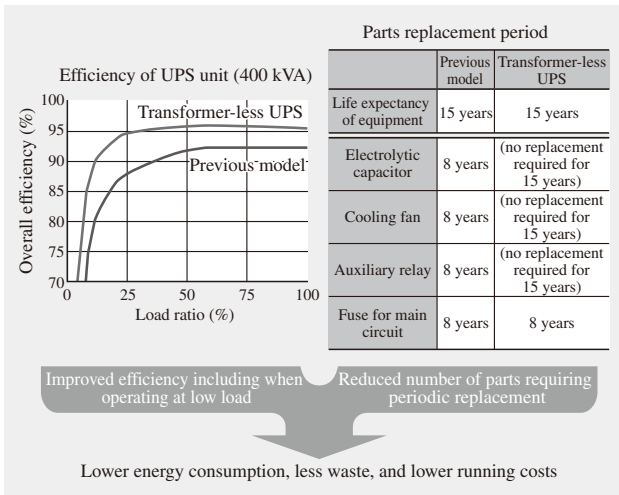 Parts replacement period
Efficiency of UPS unit (400 kVA)
Overall efficiency (%)
100
95
90
85
80
75
70
0
25
50
75
100
Load ratio (%)
Transformer-less UPS
Previous model
Previous
model
Transformer-less
UPS
Life expectancy
of equipment
15 years
15 years
Electrolytic
capacitor
8 years
(no replacement
required for
15 years)
Cooling fan
8 years
(no replacement
required for
15 years)
Auxiliary relay
8 years
(no replacement
required for
15 years)
Fuse for main
circuit
8 years
8 years
Improved efficiency including when
operating at low load
Reduced number of parts requiring
periodic replacement
Lower energy consumption, less waste, and lower running costs